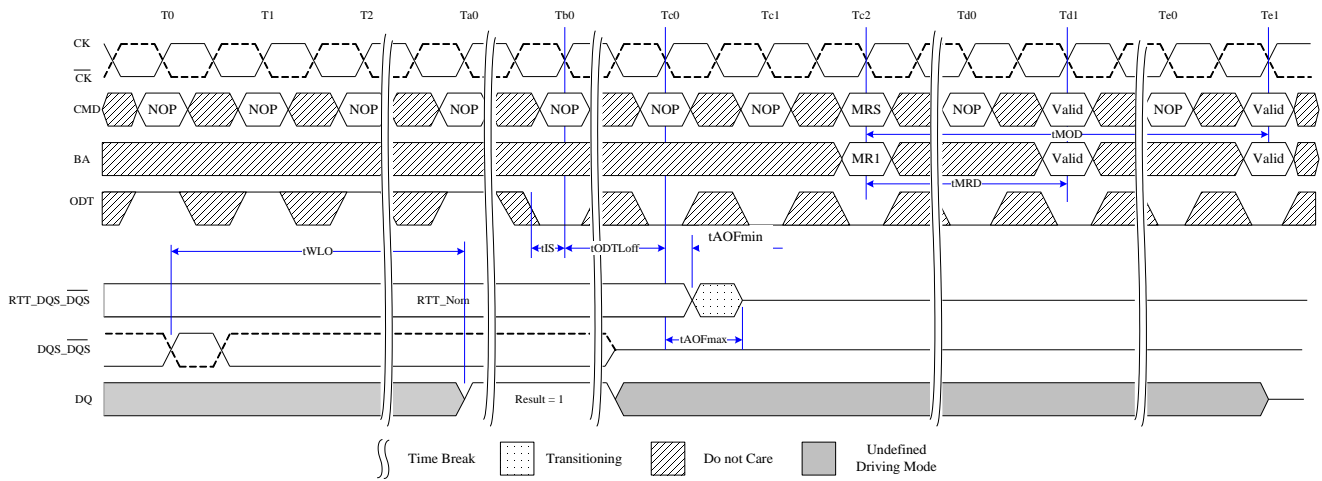 T0 T1 T2 Ta0 Tb0 Tc0 Tc1 Tc2 Td0 Td1 Te0 Te1
CK
CK
CMD NOP NOP NOP NOP NOP NOP NOP MRS NOP Valid NOP Valid
tMOD
BA MR1 Valid Valid
tMRD
ODT
tAOFmin
tWLO tIS tODTLoff
RTT_DQS_DQS RTT_Nom
tAOFmax
DQS_DQS
DQ Result = 1
Time Break Transitioning Do not Care Undefined
Driving Mode